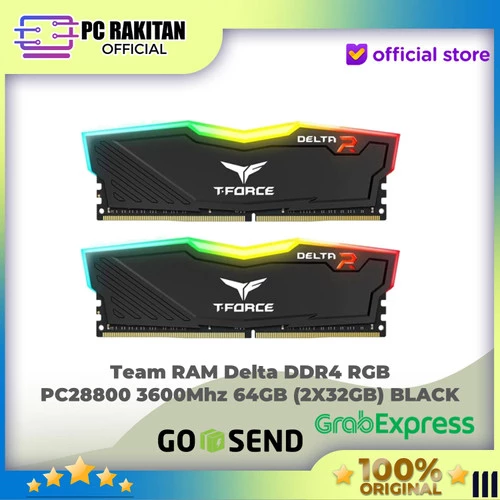 PC RAKITAN
OFFICIAL
official store
DELTA R
T-FORCE
DELTA R
T-FORCE
Team RAM Delta DDR4 RGB
PC28800 3600Mhz 64GB (2X32GB) BLACK
GO SEND
GrabExpress
100%
ORIGINAL